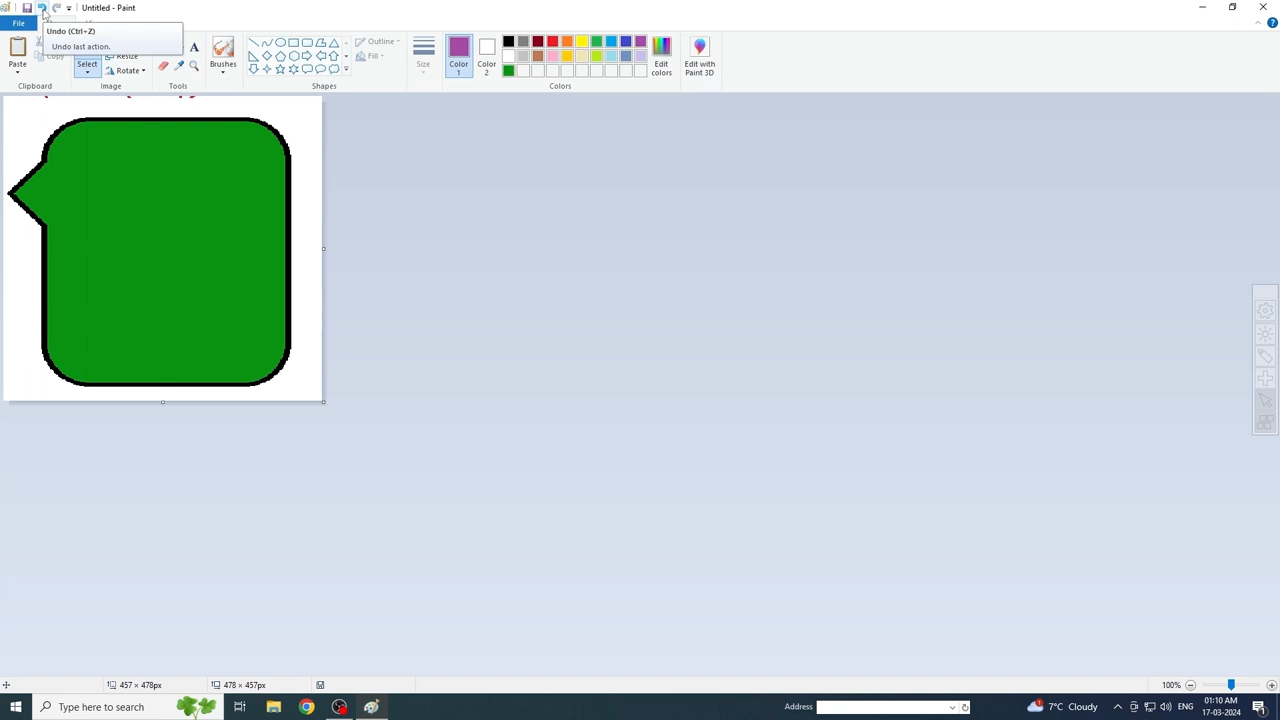 Untitled - Paint
File
Undo (Ctrl+Z)
Undo last action.
Paste
Copy
Select
Resize
Rotate
A
Brushes
Outline
Fill
Size
Color 1
Color 2
Edit colors
Edit with Paint 3D
Clipboard
Image
Tools
Shapes
Colors
457 × 478px
478 × 457px
100%
Type here to search
Address
7°C Cloudy
ENG
01:10 AM
17-03-2024